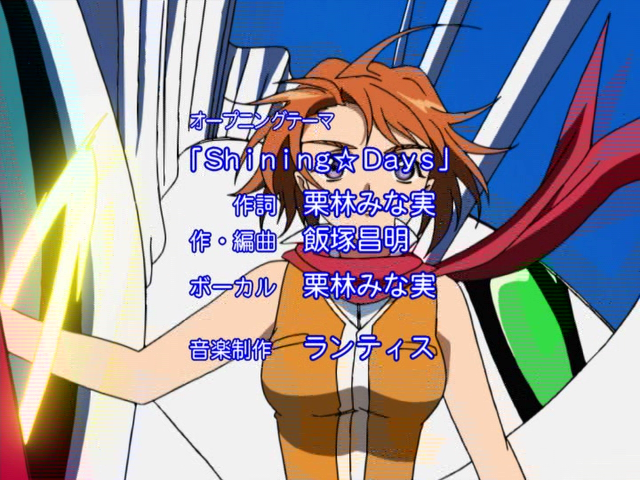 オープニングテーマ
「Shining☆Days」
作詞 栗林みな実
作・編曲 飯塚昌明
ボーカル 栗林みな実
音楽制作 ランティス